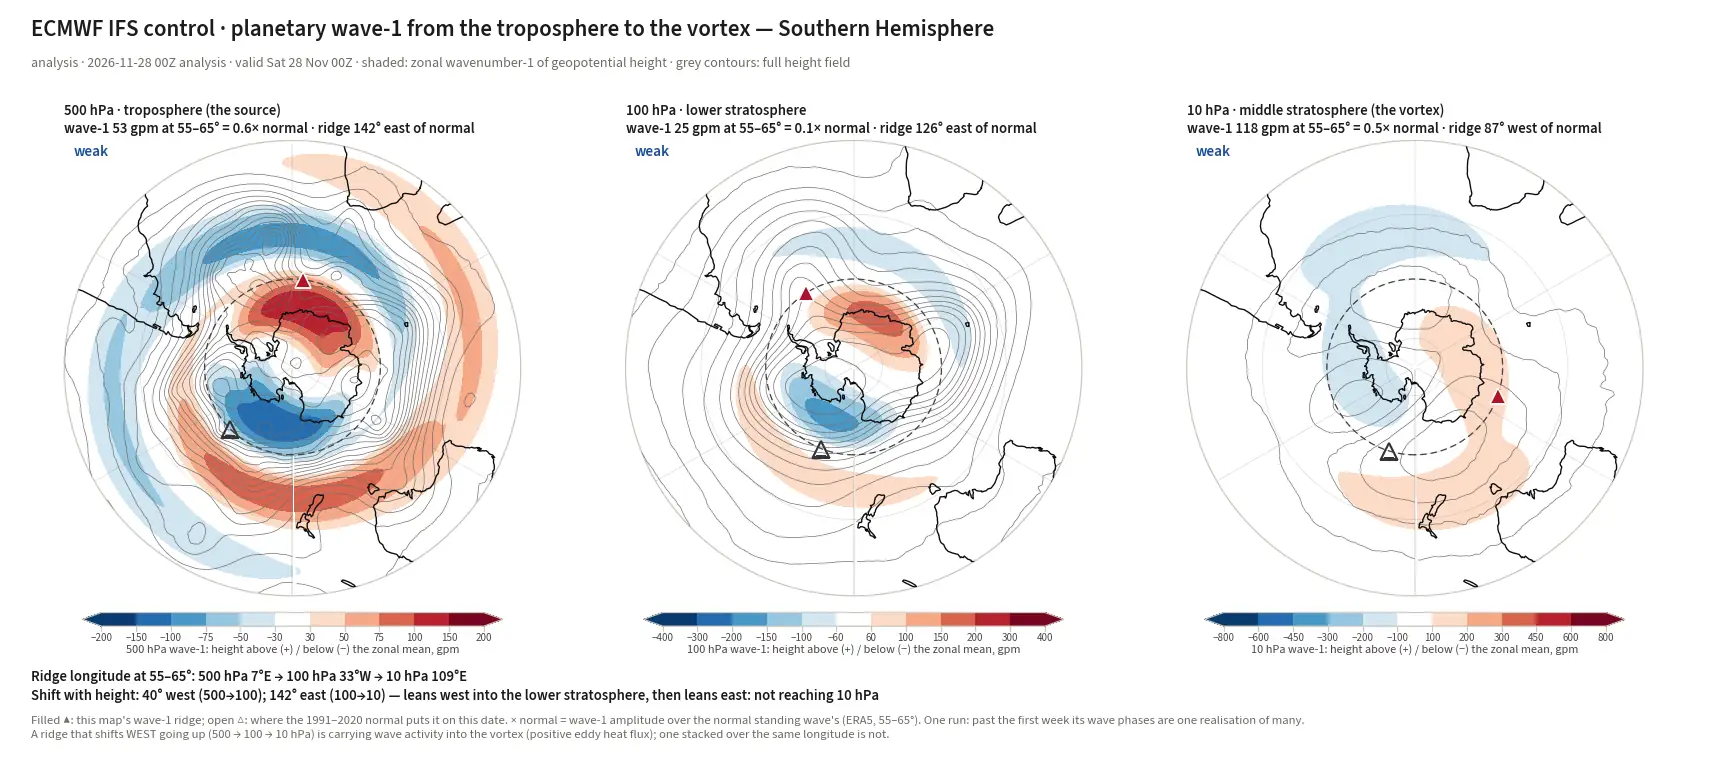 ECMWF IFS control · planetary wave-1 from the troposphere to the vortex — Southern Hemisphere
analysis · 2026-11-28 00Z analysis · valid Sat 28 Nov 00Z · shaded: zonal wavenumber-1 of geopotential height · grey contours: full height field
500 hPa · troposphere (the source)
wave-1 53 gpm at 55–65° = 0.6× normal · ridge 142° east of normal
weak
100 hPa · lower stratosphere
wave-1 25 gpm at 55–65° = 0.1× normal · ridge 126° east of normal
weak
10 hPa · middle stratosphere (the vortex)
wave-1 118 gpm at 55–65° = 0.5× normal · ridge 87° west of normal
weak
−200 −150 −100 −75 −50 −30 30 50 75 100 150 200
500 hPa wave-1: height above (+) / below (−) the zonal mean, gpm
−400 −300 −200 −150 −100 −60 60 100 150 200 300 400
100 hPa wave-1: height above (+) / below (−) the zonal mean, gpm
−800 −600 −450 −300 −200 −100 100 200 300 450 600 800
10 hPa wave-1: height above (+) / below (−) the zonal mean, gpm
Ridge longitude at 55–65°: 500 hPa 7°E → 100 hPa 33°W → 10 hPa 109°E
Shift with height: 40° west (500→100); 142° east (100→10) — leans west into the lower stratosphere, then leans east: not reaching 10 hPa
Filled ▲: this map's wave-1 ridge; open △: where the 1991–2020 normal puts it on this date. × normal = wave-1 amplitude over the normal standing wave's (ERA5, 55–65°). One run: past the first week its wave phases are one realisation of many.
A ridge that shifts WEST going up (500 → 100 → 10 hPa) is carrying wave activity into the vortex (positive eddy heat flux); one stacked over the same longitude is not.